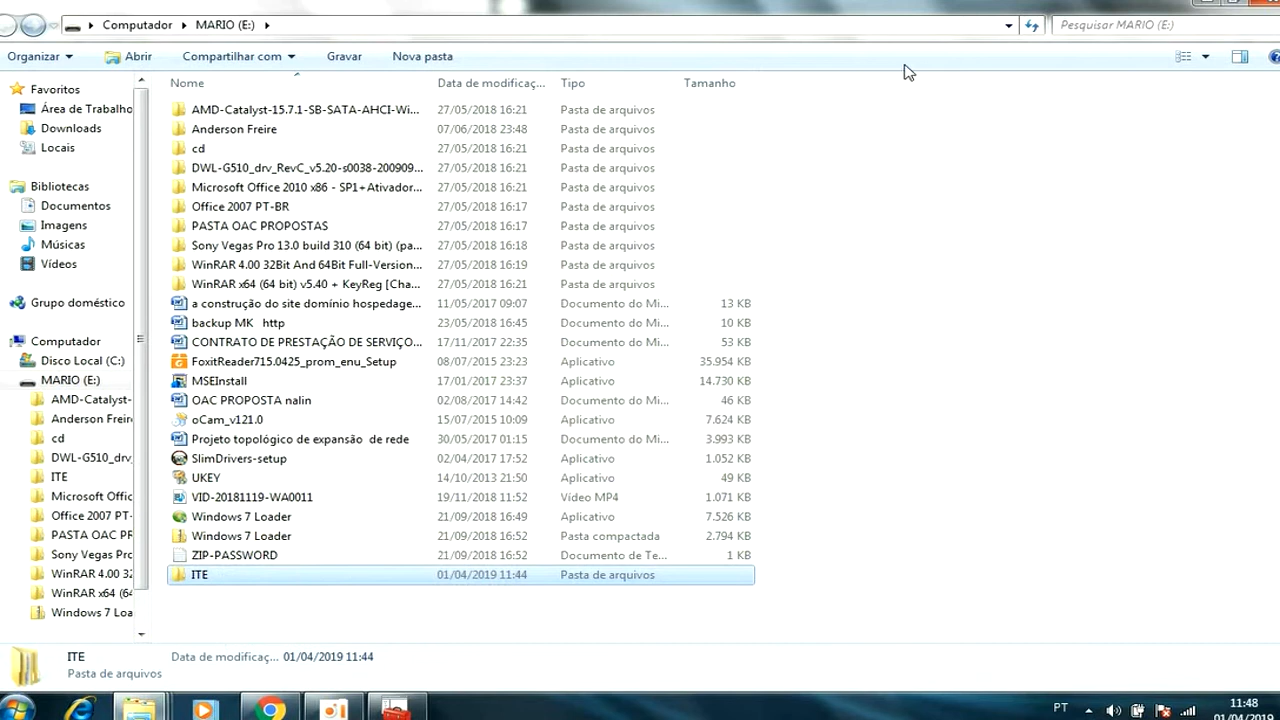 Computador MARIO (E:) Pesquisar MARIO (E:)
Organizar Abrir Compartilhar com Gravar Nova pasta
Nome Data de modificaç... Tipo Tamanho
Favoritos
Área de Trabalho
Downloads
Locais
Bibliotecas
Documentos
Imagens
Músicas
Vídeos
Grupo doméstico
Computador
Disco Local (C:)
MARIO (E:)
AMD-Catalyst-
Anderson Freir
cd
DWL-G510_drv_
ITE
Microsoft Offic
Office 2007 PT-
PASTA OAC PR
Sony Vegas Pro
WinRAR 4.00 32
WinRAR x64 (64
Windows 7 Loa
AMD-Catalyst-15.7.1-SB-SATA-AHCI-Wi... 27/05/2018 16:21 Pasta de arquivos
Anderson Freire 07/06/2018 23:48 Pasta de arquivos
cd 27/05/2018 16:21 Pasta de arquivos
DWL-G510_drv_RevC_v5.20-s0038-200909... 27/05/2018 16:21 Pasta de arquivos
Microsoft Office 2010 x86 - SP1+Ativador... 27/05/2018 16:21 Pasta de arquivos
Office 2007 PT-BR 27/05/2018 16:17 Pasta de arquivos
PASTA OAC PROPOSTAS 27/05/2018 16:17 Pasta de arquivos
Sony Vegas Pro 13.0 build 310 (64 bit) (pa... 27/05/2018 16:18 Pasta de arquivos
WinRAR 4.00 32Bit And 64Bit Full-Version... 27/05/2018 16:19 Pasta de arquivos
WinRAR x64 (64 bit) v5.40 + KeyReg [Cha... 27/05/2018 16:21 Pasta de arquivos
a construção do site domínio hospedage... 11/05/2017 09:07 Documento do Mi... 13 KB
backup MK http 23/05/2018 16:45 Documento do Mi... 10 KB
CONTRATO DE PRESTAÇÃO DE SERVIÇO... 17/11/2017 22:35 Documento do Mi... 53 KB
FoxitReader715.0425_prom_enu_Setup 08/07/2015 23:23 Aplicativo 35.954 KB
MSEInstall 17/01/2017 23:37 Aplicativo 14.730 KB
OAC PROPOSTA nalin 02/08/2017 14:42 Documento do Mi... 46 KB
oCam_v121.0 15/07/2015 10:09 Aplicativo 7.624 KB
Projeto topológico de expansão de rede 30/05/2017 01:15 Documento do Mi... 3.993 KB
SlimDrivers-setup 02/04/2017 17:52 Aplicativo 1.052 KB
UKEY 14/10/2013 21:50 Aplicativo 49 KB
VID-20181119-WA0011 19/11/2018 11:52 Vídeo MP4 1.071 KB
Windows 7 Loader 21/09/2018 16:49 Aplicativo 7.526 KB
Windows 7 Loader 21/09/2018 16:52 Pasta compactada 2.794 KB
ZIP-PASSWORD 21/09/2018 16:52 Documento de Te... 1 KB
ITE 01/04/2019 11:44 Pasta de arquivos
ITE Data de modificaç... 01/04/2019 11:44
Pasta de arquivos
PT 11:48
01/04/2019